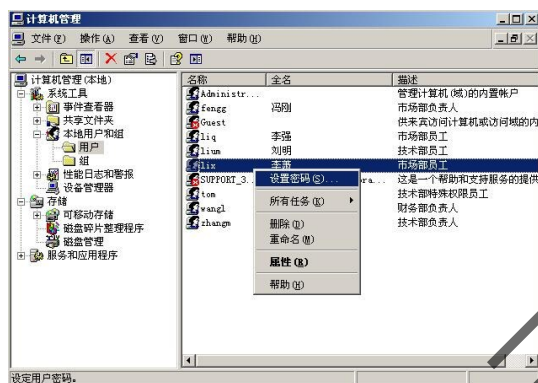 计算机管理
文件(F) 操作(A) 查看(V) 窗口(W) 帮助(H)
计算机管理(本地)
系统工具
事件查看器
共享文件夹
本地用户和组
用户
组
性能日志和警报
设备管理器
存储
可移动存储
磁盘碎片整理程序
磁盘管理
服务和应用程序
名称 全名 描述
Administr... 管理计算机(域)的内置帐户
fengg 冯刚 市场部负责人
Guest 供来宾访问计算机或访问域的内
liq 李强 市场部员工
lium 刘明 技术部员工
lix 李萧 市场部员工
SUPPORT_3... ra... 这是一个帮助和支持服务的提供
tom 技术部特殊权限员工
wangl 财务部负责人
zhangm 技术部负责人
设置密码(S)...
所有任务(K)
删除(D)
重命名(M)
属性(R)
帮助(H)
设定用户密码。